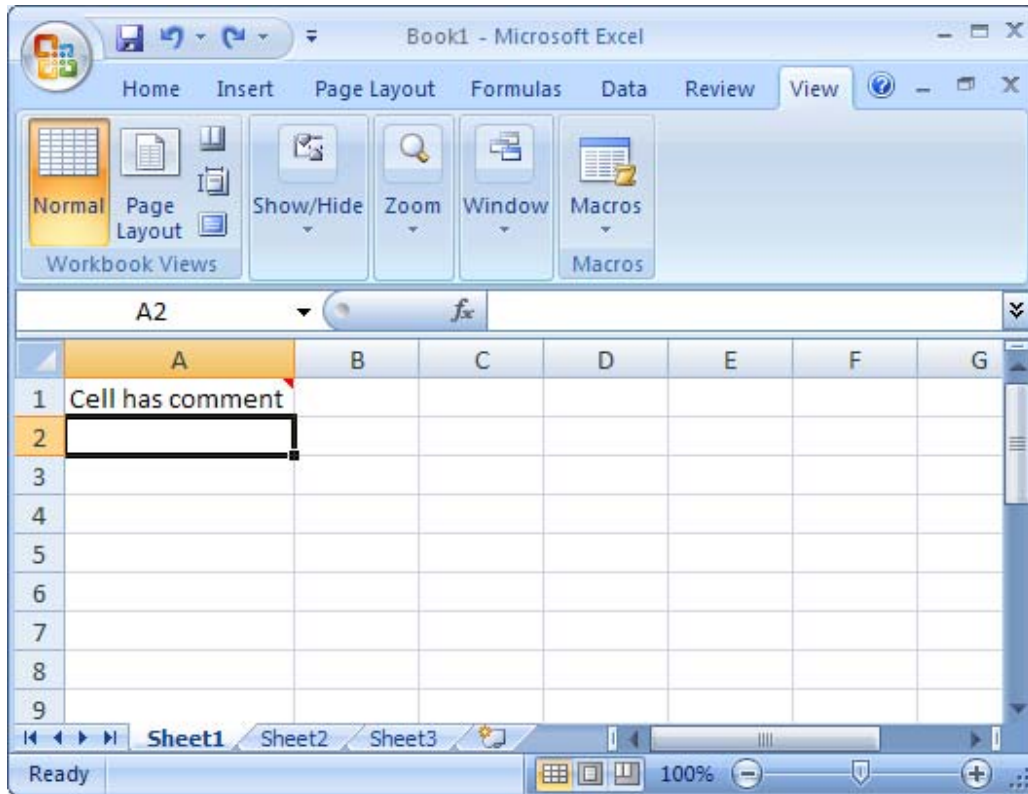 Book1 - Microsoft Excel
Home Insert Page Layout Formulas Data Review View
Normal Page Layout Show/Hide Zoom Window Macros
Workbook Views Macros
A2 fx
A B C D E F G
1 Cell has comment
2
3
4
5
6
7
8
9
Sheet1 Sheet2 Sheet3
Ready 100%